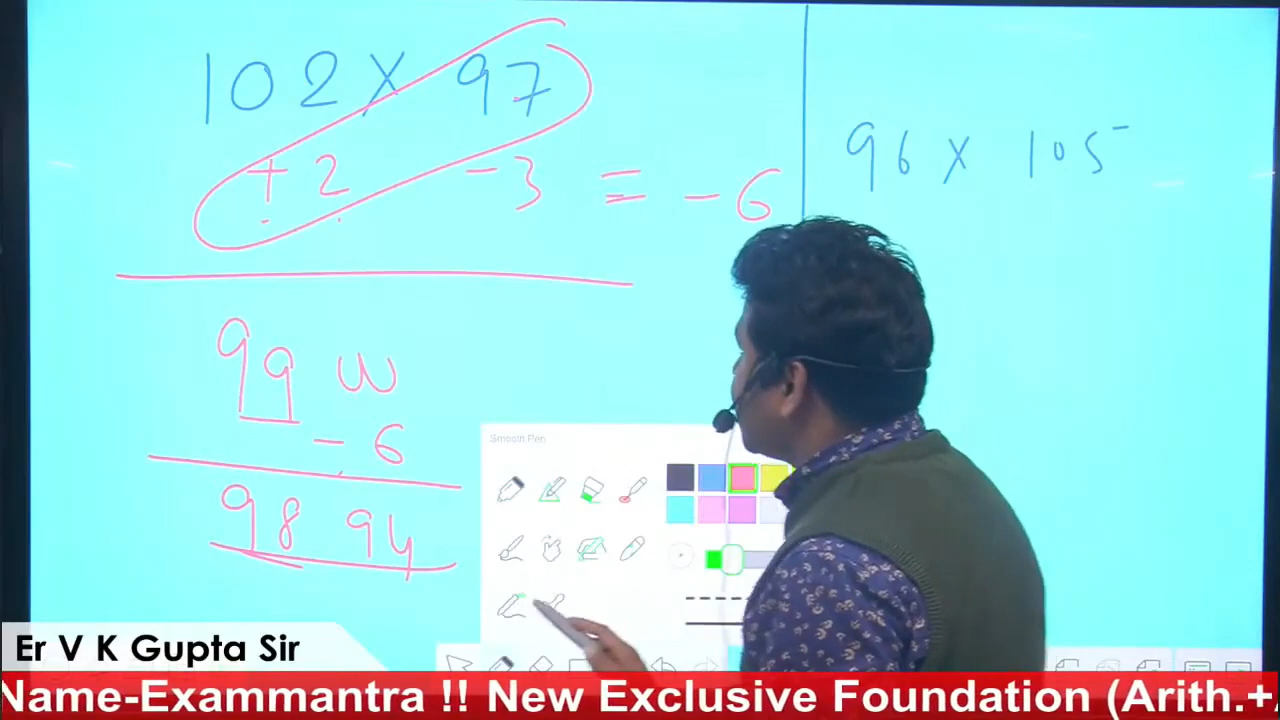 102 X 97
+2 -3 = -6
99 00
-6
98 94
96 X 105
Smooth Pen
Er V K Gupta Sir
Name-Exammantra !! New Exclusive Foundation (Arith.+